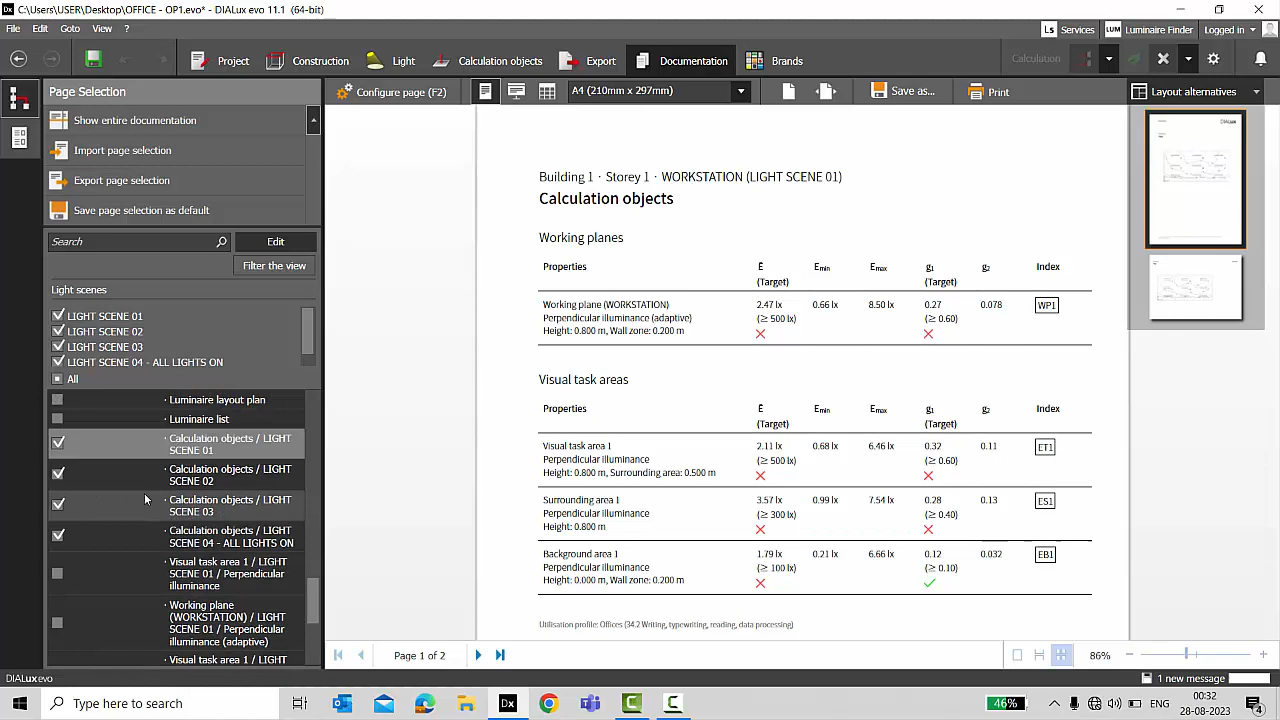 Dx C:\Users\USER\Desktop\OFFICE - OP1.evo* - DIALux evo 11.1 (64-bit)
File Edit Goto View ? Ls Services LUM Luminaire Finder Logged in
Project Construction Light Calculation objects Export Documentation Brands Calculation
Page Selection
Configure page (F2) A4 (210mm x 297mm) Save as... Print Layout alternatives
Show entire documentation
Import page selection
Export page selection
Save page selection as default
Search Edit
Filter the view
Light scenes
LIGHT SCENE 01
LIGHT SCENE 02
LIGHT SCENE 03
LIGHT SCENE 04 - ALL LIGHTS ON
All
· Luminaire layout plan
· Luminaire list
· Calculation objects / LIGHT
SCENE 01
· Calculation objects / LIGHT
SCENE 02
· Calculation objects / LIGHT
SCENE 03
· Calculation objects / LIGHT
SCENE 04 - ALL LIGHTS ON
· Visual task area 1 / LIGHT
SCENE 01 / Perpendicular
illuminance
· Working plane
(WORKSTATION) / LIGHT
SCENE 01 / Perpendicular
illuminance (adaptive)
· Visual task area 1 / LIGHT
Building 1 · Storey 1 · WORKSTATION (LIGHT SCENE 01)
Calculation objects
Working planes
Properties Ē Emin Emax g1 g2 Index
(Target) (Target)
Working plane (WORKSTATION) 2.47 lx 0.66 lx 8.50 lx 0.27 0.078 WP1
Perpendicular illuminance (adaptive) (≥ 500 lx) (≥ 0.60)
Height: 0.800 m, Wall zone: 0.200 m
Visual task areas
Properties Ē Emin Emax g1 g2 Index
(Target) (Target)
Visual task area 1 2.11 lx 0.68 lx 6.46 lx 0.32 0.11 ET1
Perpendicular illuminance (≥ 500 lx) (≥ 0.60)
Height: 0.800 m, Surrounding area: 0.500 m
Surrounding area 1 3.57 lx 0.99 lx 7.54 lx 0.28 0.13 ES1
Perpendicular illuminance (≥ 300 lx) (≥ 0.40)
Height: 0.800 m
Background area 1 1.79 lx 0.21 lx 6.66 lx 0.12 0.032 EB1
Perpendicular illuminance (≥ 100 lx) (≥ 0.10)
Height: 0.000 m, Wall zone: 0.200 m
Utilisation profile: Offices (34.2 Writing, typewriting, reading, data processing)
DIALux
Page 1 of 2 86%
DIALux evo 1 new message
Type here to search Dx 46% ENG 00:32
28-08-2023 4